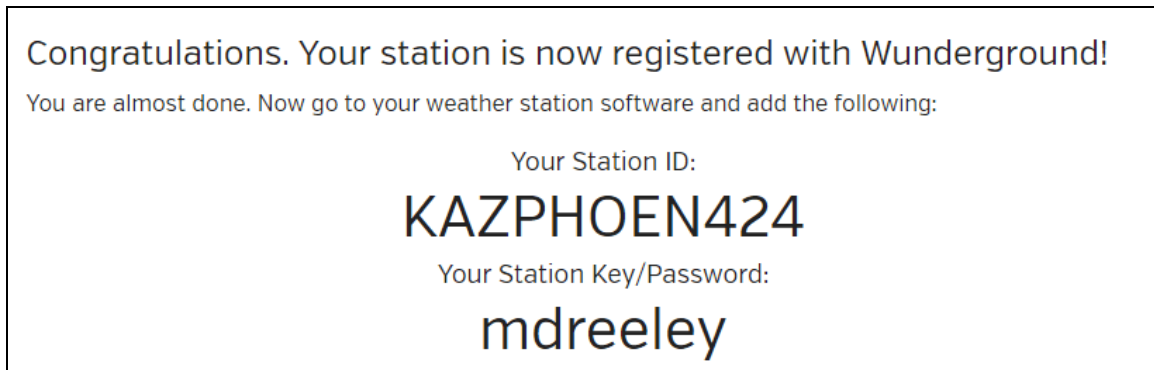 Congratulations. Your station is now registered with Wunderground!
You are almost done. Now go to your weather station software and add the following:
Your Station ID:
KAZPHOEN424
Your Station Key/Password:
mdreeley